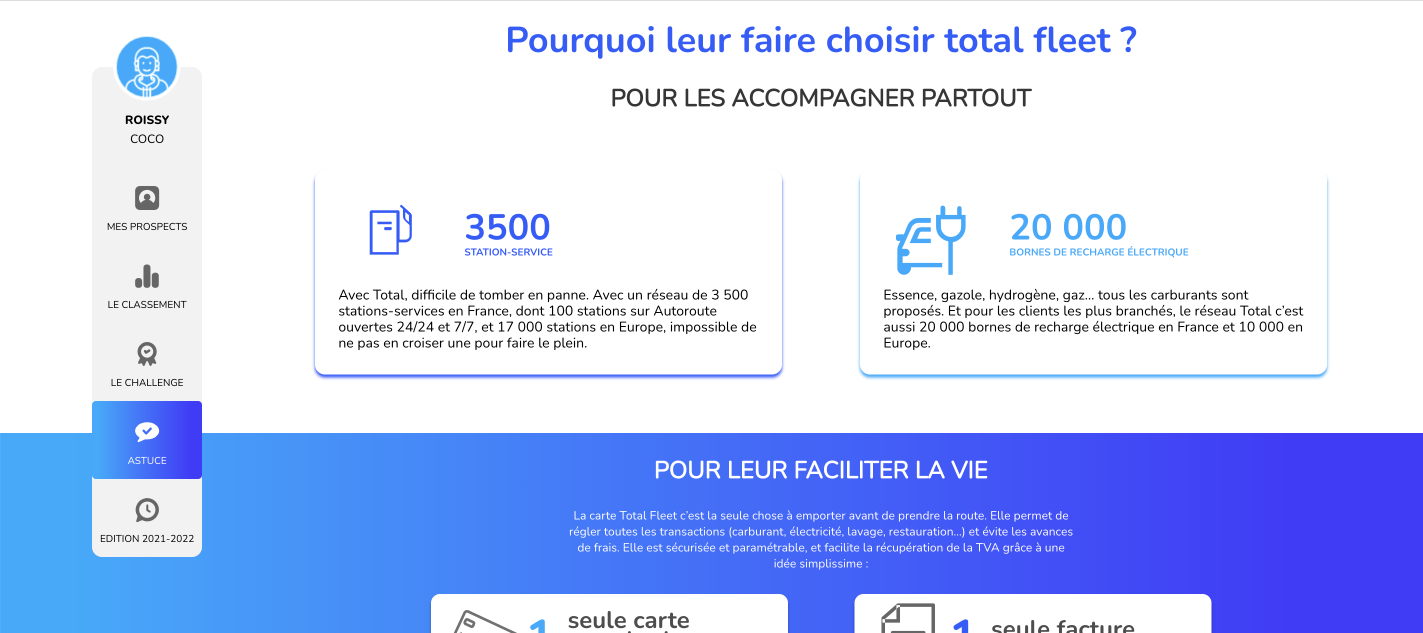 Pourquoi leur faire choisir total fleet ?
POUR LES ACCOMPAGNER PARTOUT
ROISSY
COCO
MES PROSPECTS
LE CLASSEMENT
LE CHALLENGE
ASTUCE
EDITION 2021-2022
3500
STATION-SERVICE
Avec Total, difficile de tomber en panne. Avec un réseau de 3 500
stations-services en France, dont 100 stations sur Autoroute
ouvertes 24/24 et 7/7, et 17 000 stations en Europe, impossible de
ne pas en croiser une pour faire le plein.
20 000
BORNES DE RECHARGE ÉLECTRIQUE
Essence, gazole, hydrogène, gaz... tous les carburants sont
proposés. Et pour les clients les plus branchés, le réseau Total c'est
aussi 20 000 bornes de recharge électrique en France et 10 000 en
Europe.
POUR LEUR FACILITER LA VIE
La carte Total Fleet c'est la seule chose à emporter avant de prendre la route. Elle permet de
régler toutes les transactions (carburant, électricité, lavage, restauration...) et évite les avances
de frais. Elle est sécurisée et paramétrable, et facilite la récupération de la TVA grâce à une
idée simplissime :
1 seule carte
1 seule facture